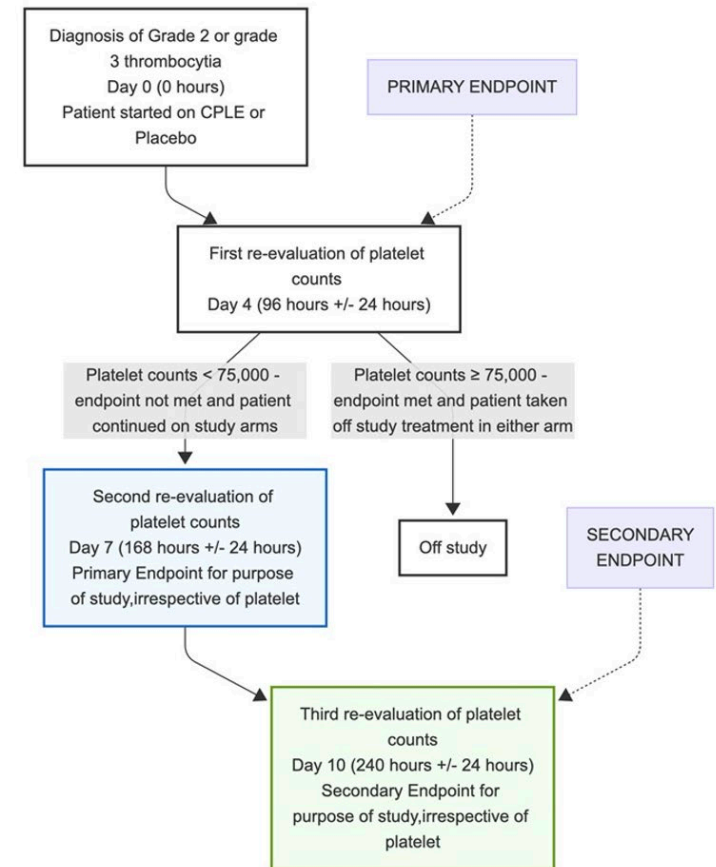 Diagnosis of Grade 2 or grade
3 thrombocytia
Day 0 (0 hours)
Patient started on CPLE or
Placebo
PRIMARY ENDPOINT
First re-evaluation of platelet
counts
Day 4 (96 hours +/- 24 hours)
Platelet counts < 75,000 -
endpoint not met and patient
continued on study arms
Platelet counts ≥ 75,000 -
endpoint met and patient taken
off study treatment in either arm
Second re-evaluation of
platelet counts
Day 7 (168 hours +/- 24 hours)
Primary Endpoint for purpose
of study,irrespective of platelet
Off study
SECONDARY
ENDPOINT
Third re-evaluation of platelet
counts
Day 10 (240 hours +/- 24 hours)
Secondary Endpoint for
purpose of study,irrespective of
platelet